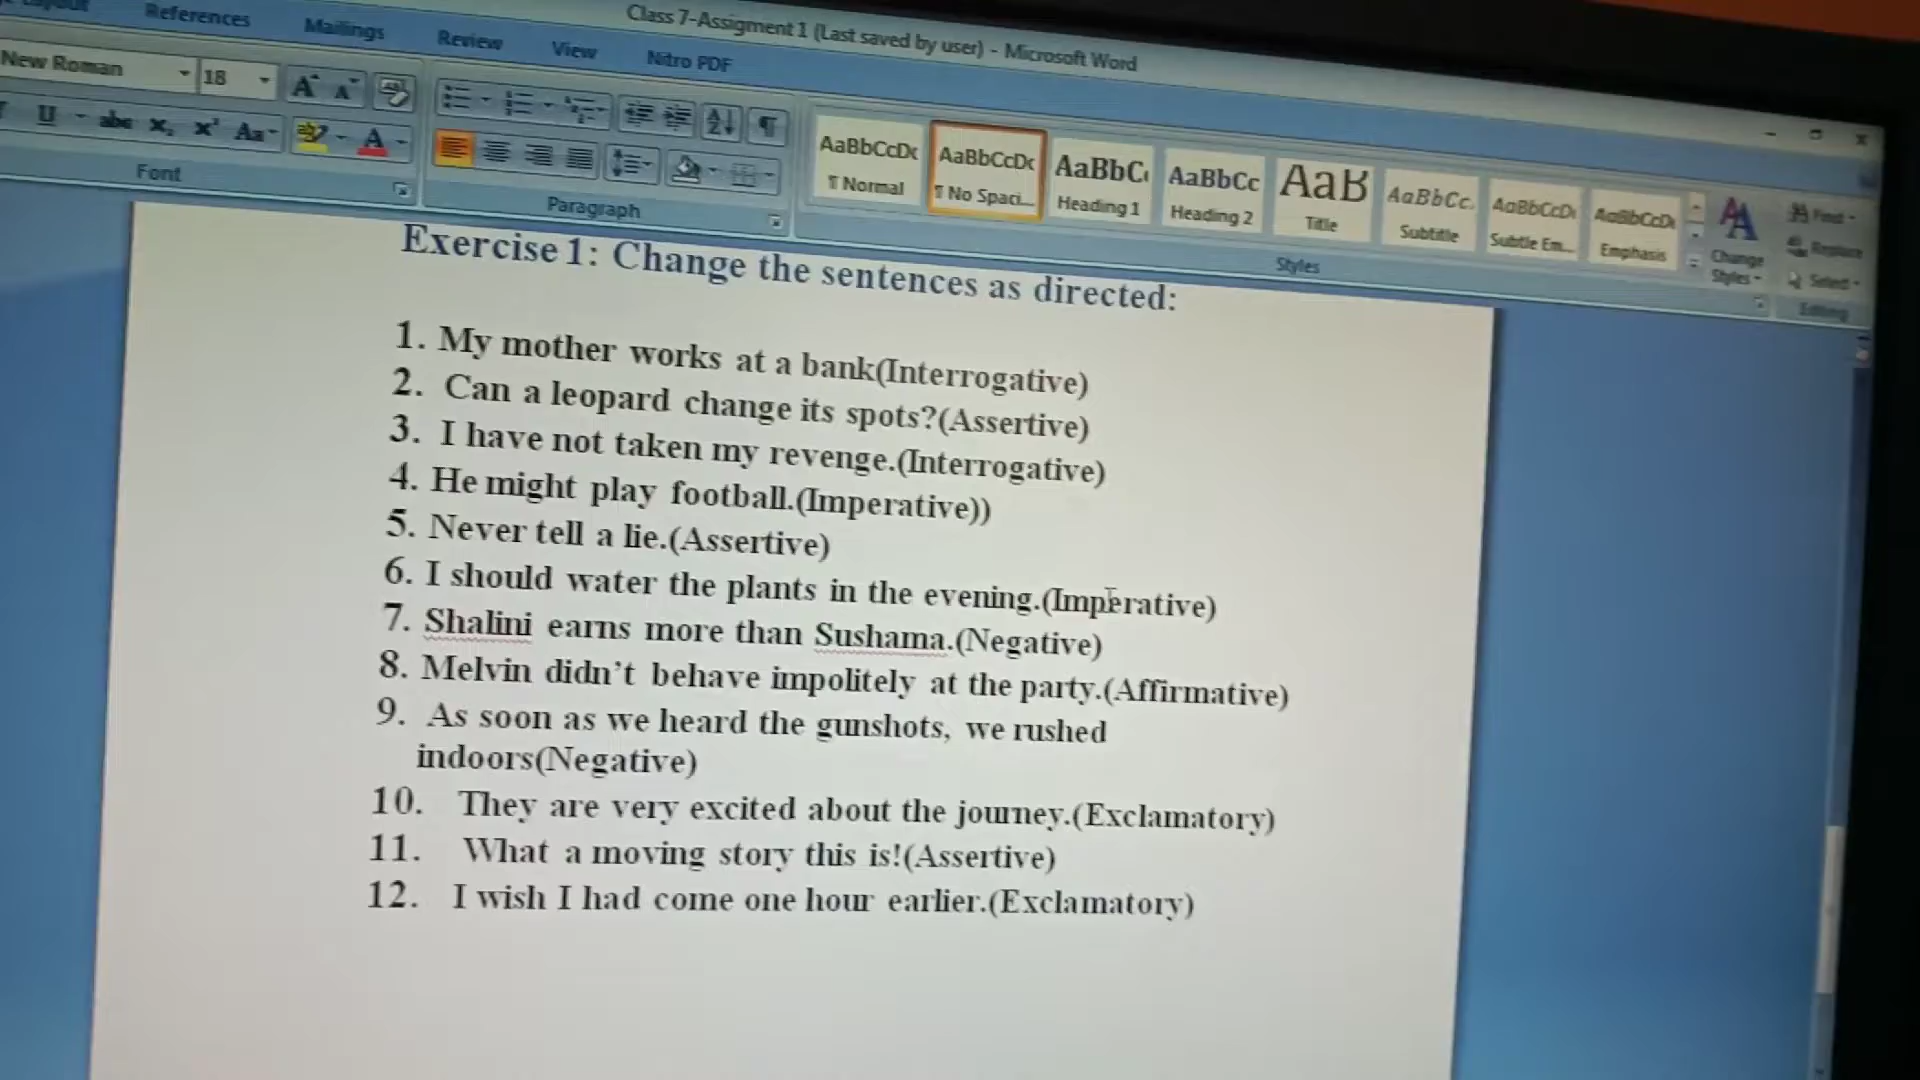 Class 7-Assigment 1 (Last saved by user) - Microsoft Word
References Mailings Review View Nitro PDF
New Roman 18
Font Paragraph Styles
AaBbCcDc AaBbCcDc AaBbC AaBbCc AaB AaBbCc. AaBbCcDc AaBbCcDc
¶ Normal ¶ No Spaci... Heading 1 Heading 2 Title Subtitle Subtle Em... Emphasis
Change Styles
Find
Replace
Select
Editing
Exercise 1: Change the sentences as directed:
1. My mother works at a bank(Interrogative)
2. Can a leopard change its spots?(Assertive)
3. I have not taken my revenge.(Interrogative)
4. He might play football.(Imperative))
5. Never tell a lie.(Assertive)
6. I should water the plants in the evening.(Imperative)
7. Shalini earns more than Sushama.(Negative)
8. Melvin didn't behave impolitely at the party.(Affirmative)
9. As soon as we heard the gunshots, we rushed
indoors(Negative)
10. They are very excited about the journey.(Exclamatory)
11. What a moving story this is!(Assertive)
12. I wish I had come one hour earlier.(Exclamatory)